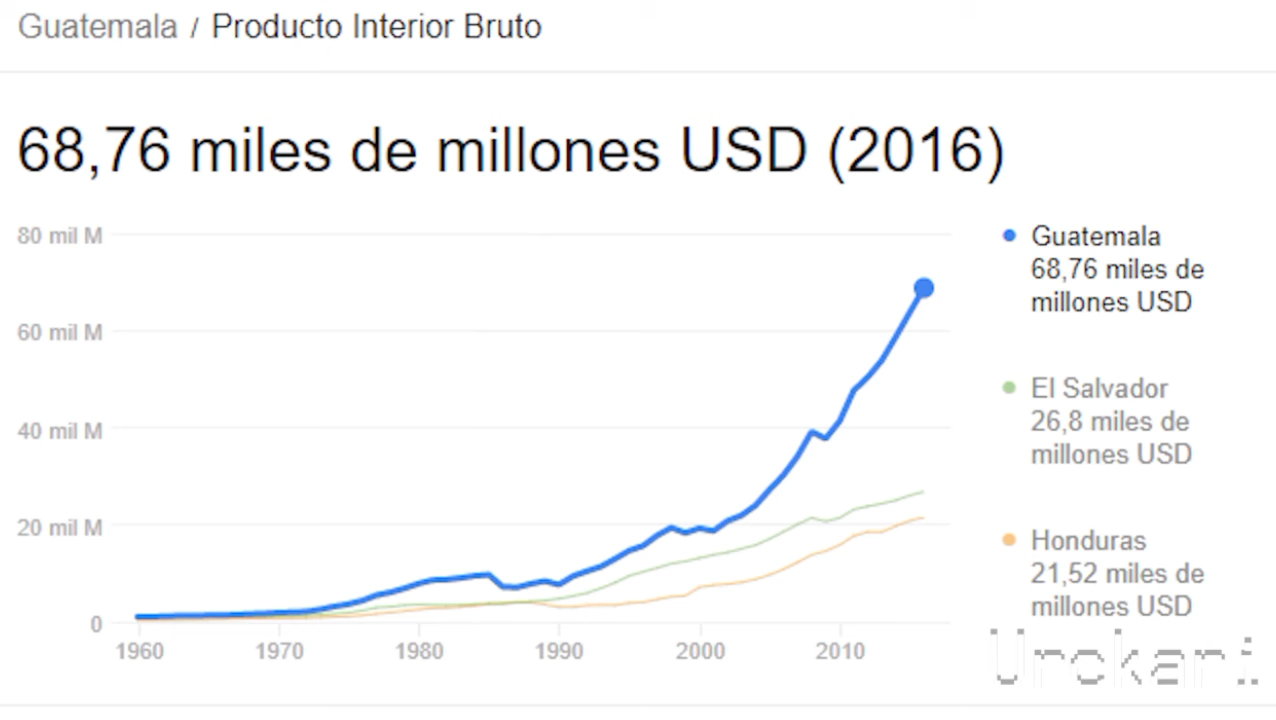 Guatemala / Producto Interior Bruto
68,76 miles de millones USD (2016)
80 mil M
60 mil M
40 mil M
20 mil M
0
1960 1970 1980 1990 2000 2010
Guatemala
68,76 miles de
millones USD
El Salvador
26,8 miles de
millones USD
Honduras
21,52 miles de
millones USD